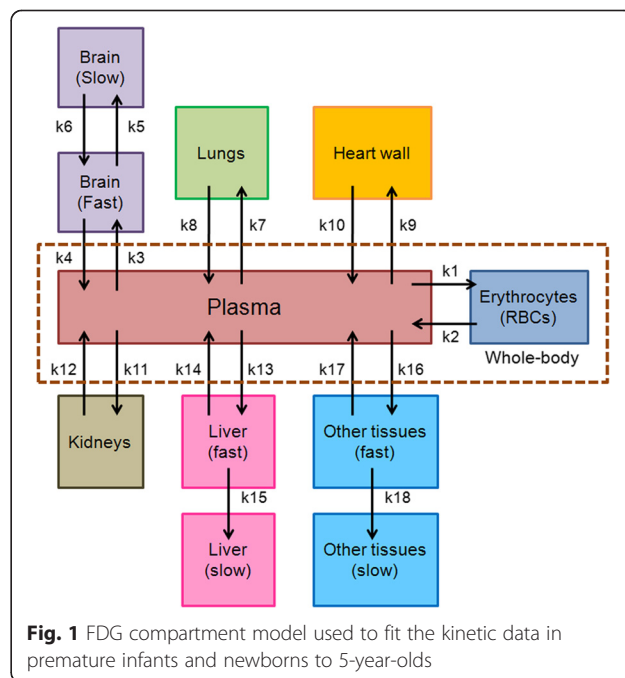 Brain
(Slow)
k6
k5
Brain
(Fast)
Lungs
Heart wall
k4
k3
k8
k7
k10
k9
k1
Plasma
Erythrocytes
(RBCs)
k2
Whole-body
k12
k11
k14
k13
k17
k16
Kidneys
Liver
(fast)
Other tissues
(fast)
k15
k18
Liver
(slow)
Other tissues
(slow)
Fig. 1 FDG compartment model used to fit the kinetic data in
premature infants and newborns to 5-year-olds